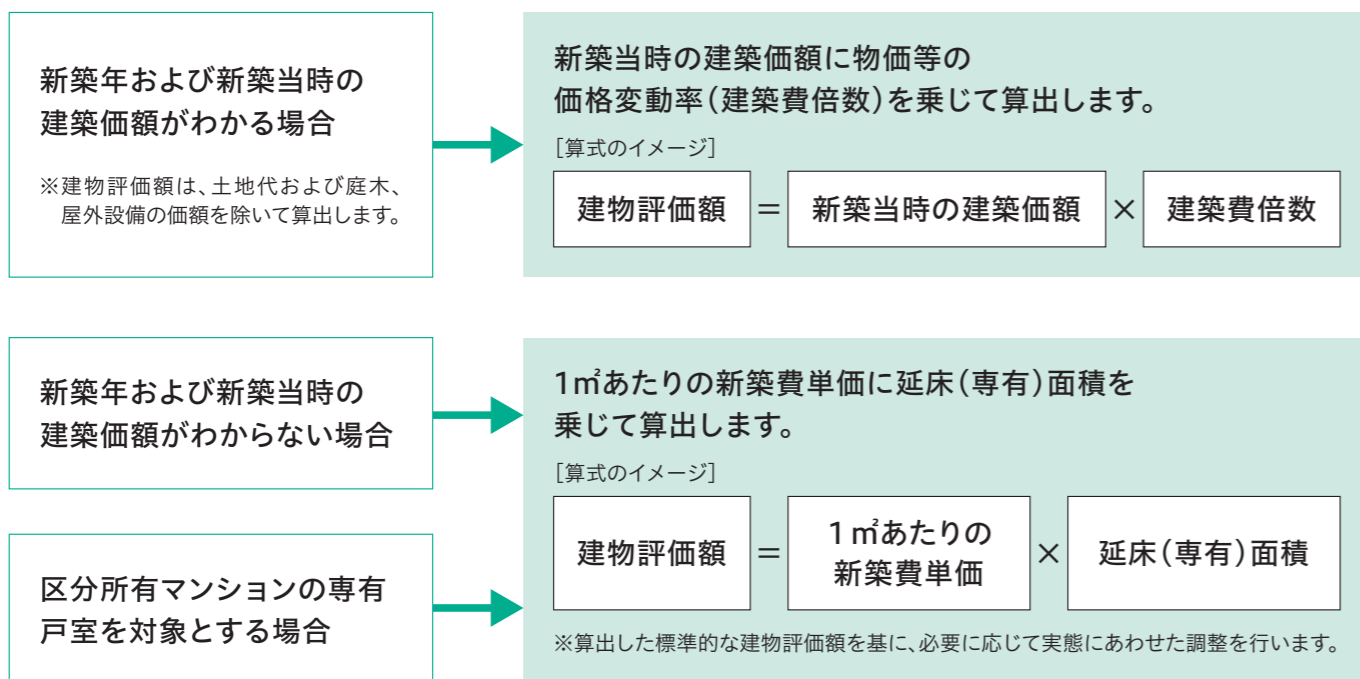 新築年および新築当時の
建築価額がわかる場合
※建物評価額は、土地代および庭木、
屋外設備の価額を除いて算出します。
新築当時の建築価額に物価等の
価格変動率(建築費倍数)を乗じて算出します。
[算式のイメージ]
建物評価額 = 新築当時の建築価額 × 建築費倍数
新築年および新築当時の
建築価額がわからない場合
区分所有マンションの専有
戸室を対象とする場合
1㎡あたりの新築費単価に延床(専有)面積を
乗じて算出します。
[算式のイメージ]
建物評価額 = 1㎡あたりの
新築費単価 × 延床(専有)面積
※算出した標準的な建物評価額を基に、必要に応じて実態にあわせた調整を行います。